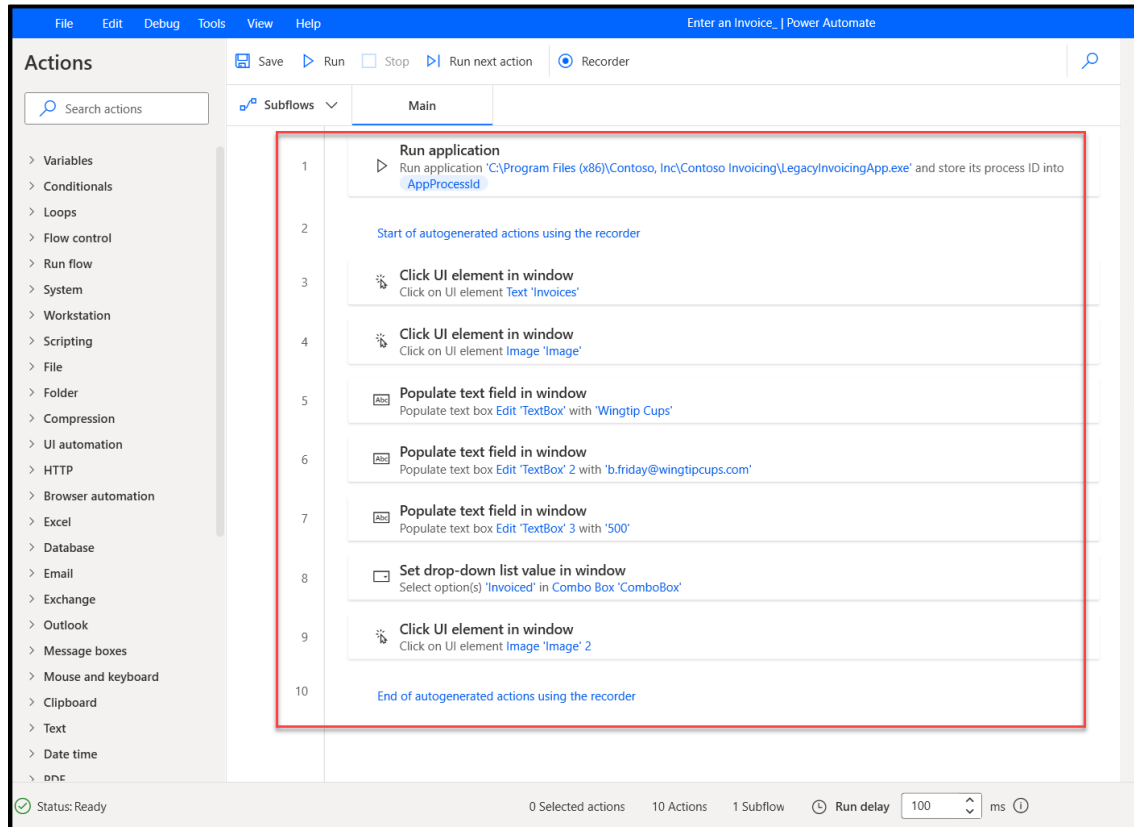 File Edit Debug Tools View Help Enter an Invoice_ | Power Automate
Actions
Search actions
Variables
Conditionals
Loops
Flow control
Run flow
System
Workstation
Scripting
File
Folder
Compression
UI automation
HTTP
Browser automation
Excel
Database
Email
Exchange
Outlook
Message boxes
Mouse and keyboard
Clipboard
Text
Date time
PDF
Save Run Stop Run next action Recorder
Subflows Main
1 Run application
Run application 'C:\Program Files (x86)\Contoso, Inc\Contoso Invoicing\LegacyInvoicingApp.exe' and store its process ID into
AppProcessId
2 Start of autogenerated actions using the recorder
3 Click UI element in window
Click on UI element Text 'Invoices'
4 Click UI element in window
Click on UI element Image 'Image'
5 Abc Populate text field in window
Populate text box Edit 'TextBox' with 'Wingtip Cups'
6 Abc Populate text field in window
Populate text box Edit 'TextBox' 2 with 'b.friday@wingtipcups.com'
7 Abc Populate text field in window
Populate text box Edit 'TextBox' 3 with '500'
8 Set drop-down list value in window
Select option(s) 'Invoiced' in Combo Box 'ComboBox'
9 Click UI element in window
Click on UI element Image 'Image' 2
10 End of autogenerated actions using the recorder
Status: Ready 0 Selected actions 10 Actions 1 Subflow Run delay 100 ms